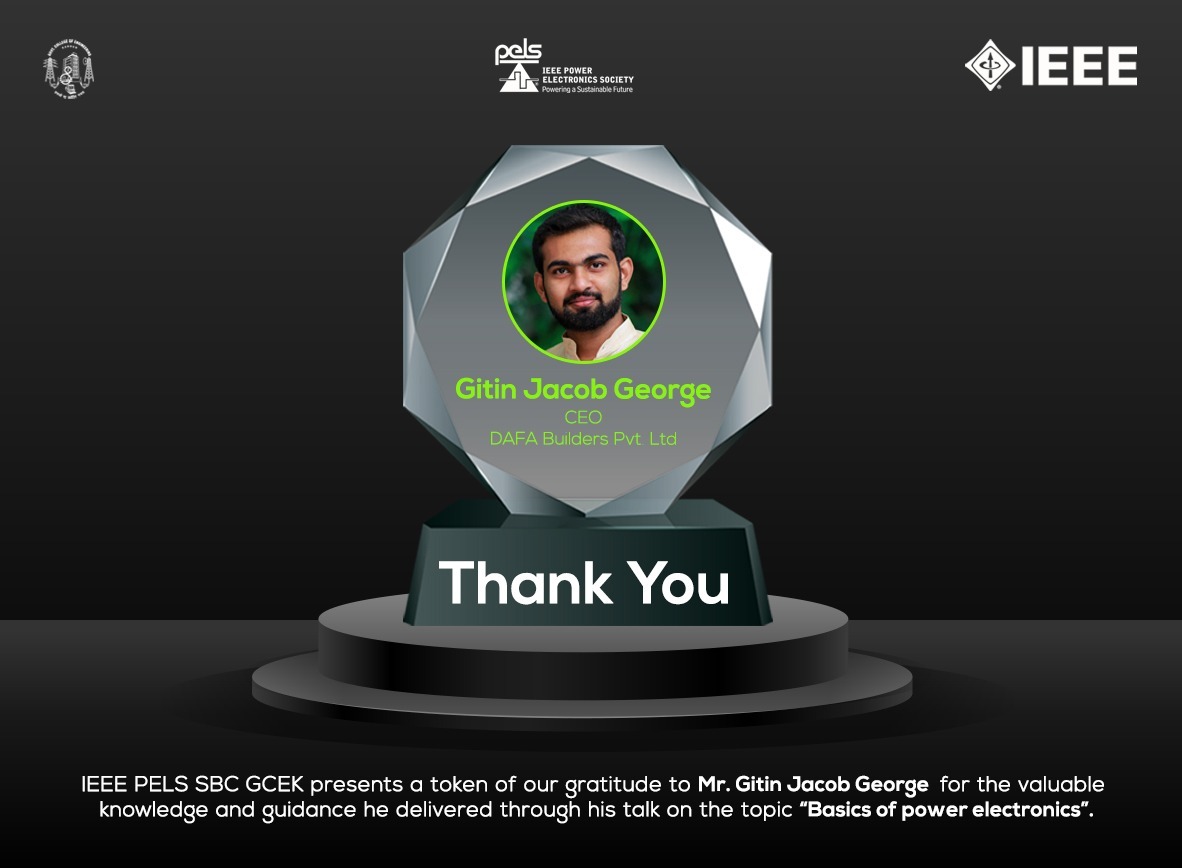 pels
IEEE POWER
ELECTRONICS SOCIETY
Powering a Sustainable Future
IEEE
Gitin Jacob George
CEO
DAFA Builders Pvt Ltd
Thank You
IEEE PELS SBC GCEK presents a token of our gratitude to Mr. Gitin Jacob George for the valuable
knowledge and guidance he delivered through his talk on the topic “Basics of power electronics”.